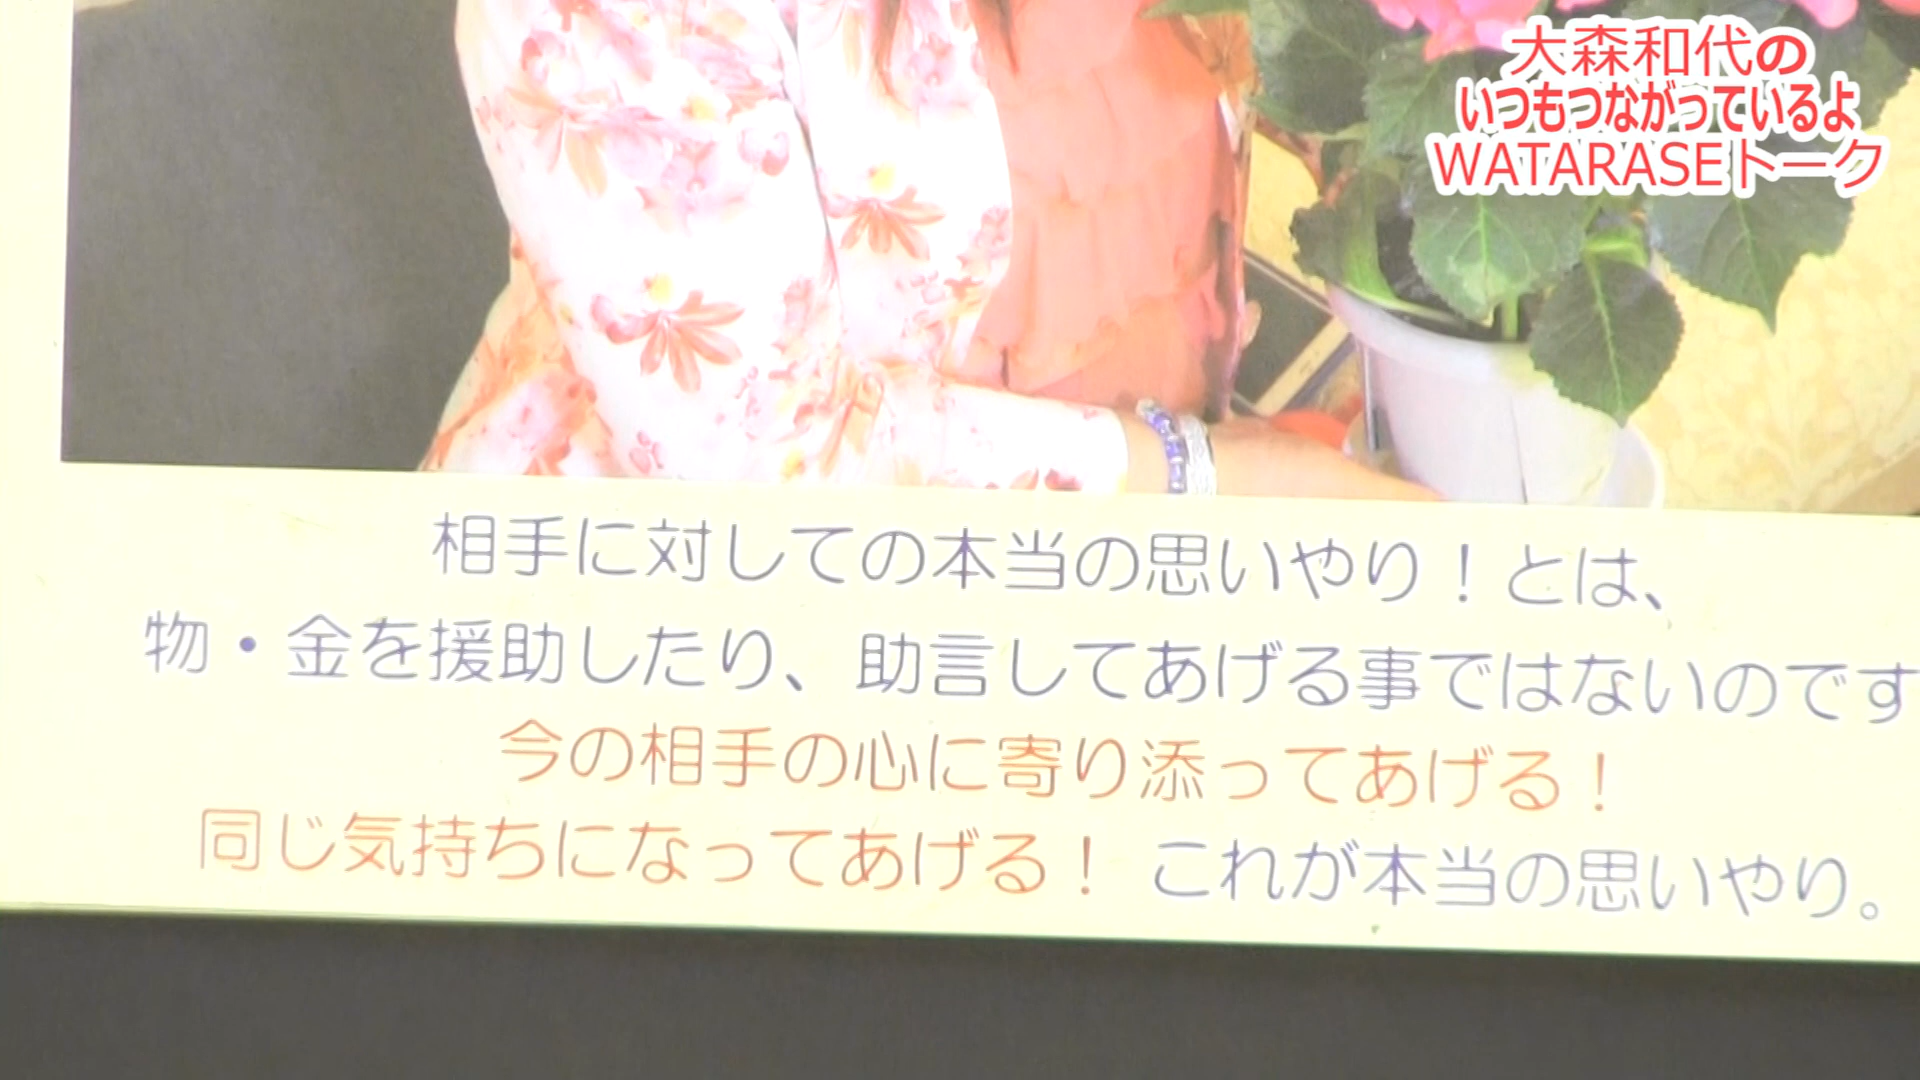 大森和代の
いつもつながっているよ
WATARASEトーク
相手に対しての本当の思いやり！とは、
物・金を援助したり、助言してあげる事ではないのです
今の相手の心に寄り添ってあげる！
同じ気持ちになってあげる！ これが本当の思いやり。